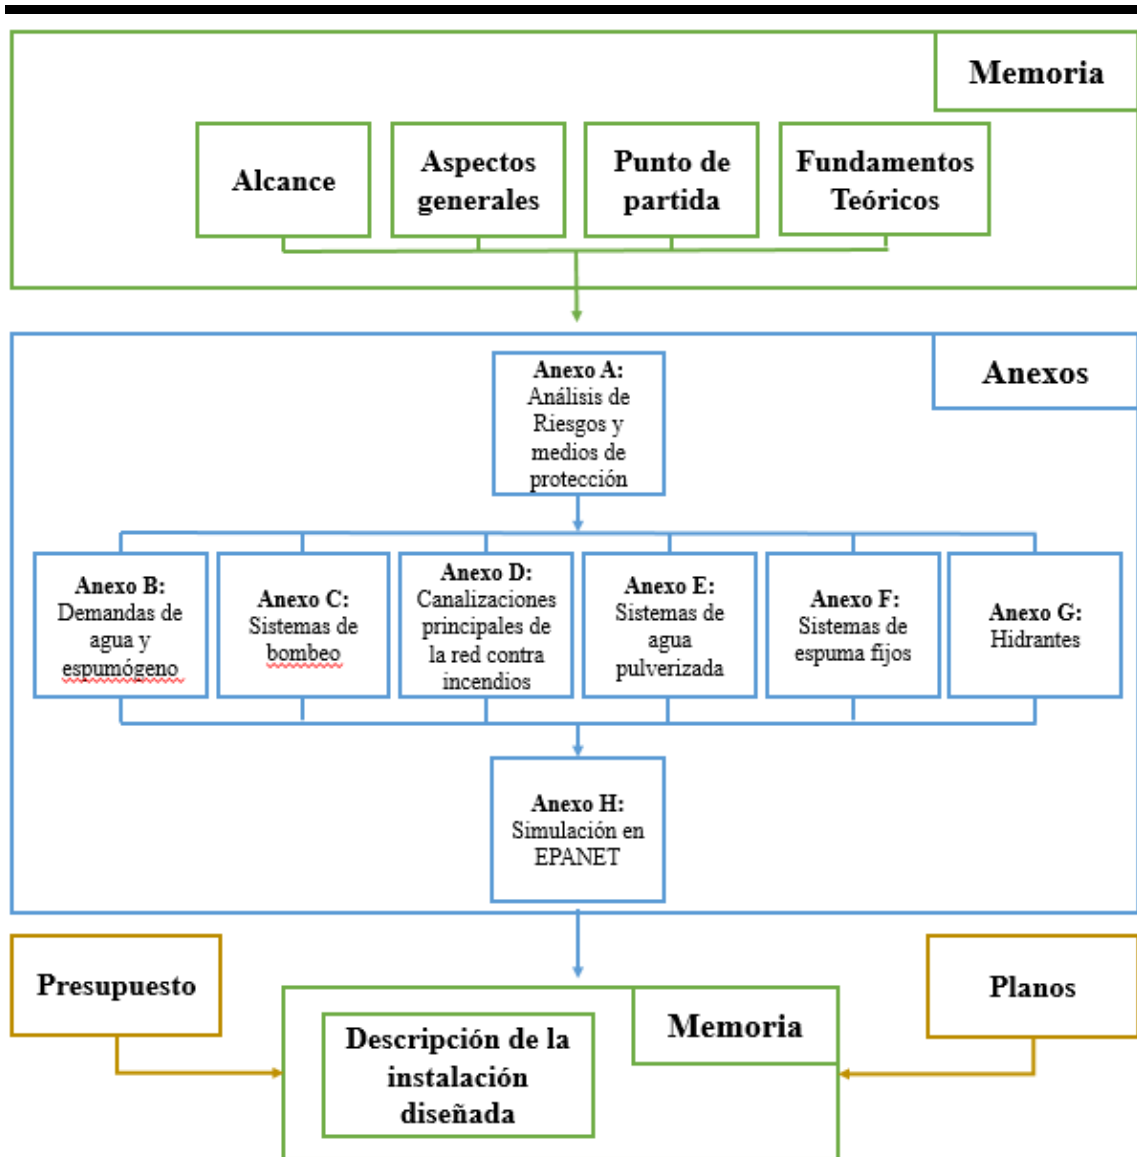 Memoria
Alcance
Aspectos
generales
Punto de
partida
Fundamentos
Teóricos
Anexos
Anexo A:
Análisis de
Riesgos y
medios de
protección
Anexo B:
Demandas de
agua y
espumógeno
Anexo C:
Sistemas de
bombeo
Anexo D:
Canalizaciones
principales de
la red contra
incendios
Anexo E:
Sistemas de
agua
pulverizada
Anexo F:
Sistemas de
espuma fijos
Anexo G:
Hidrantes
Anexo H:
Simulación en
EPANET
Presupuesto
Planos
Memoria
Descripción de la
instalación
diseñada